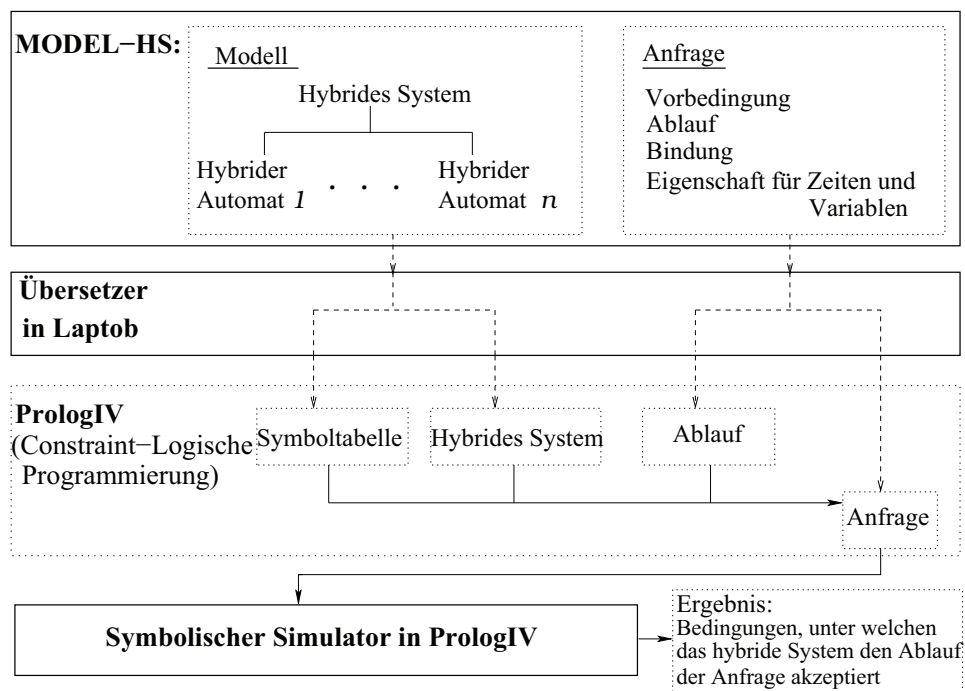 MODEL−HS:
Modell
Hybrides System
Hybrider
Automat 1
. . .
Hybrider
Automat n
Anfrage
Vorbedingung
Ablauf
Bindung
Eigenschaft für Zeiten und
Variablen
Übersetzer
in Laptob
PrologIV
(Constraint−Logische
Programmierung)
Symboltabelle
Hybrides System
Ablauf
Anfrage
Symbolischer Simulator in PrologIV
Ergebnis:
Bedingungen, unter welchen
das hybride System den Ablauf
der Anfrage akzeptiert